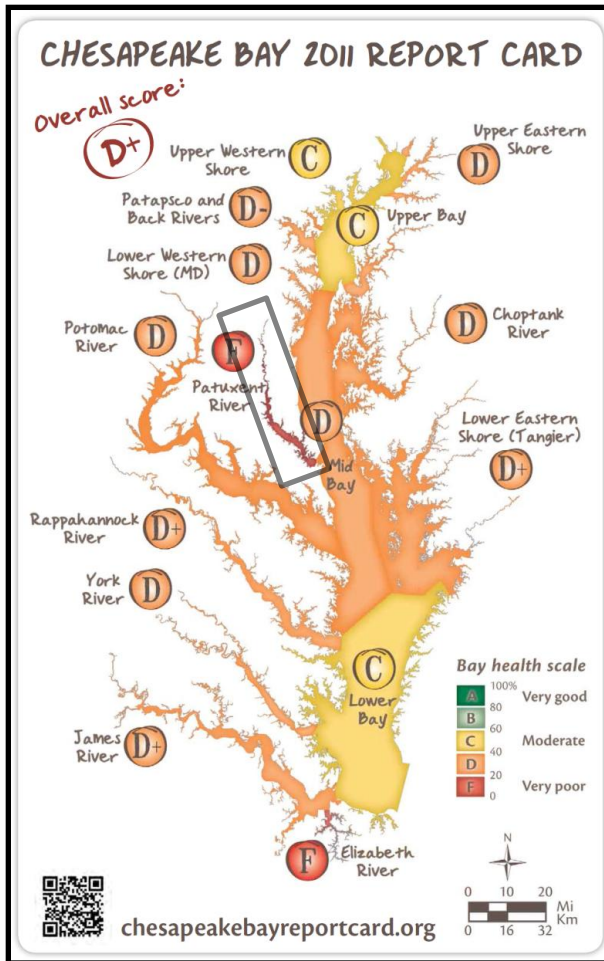 CHESAPEAKE BAY 2011 REPORT CARD
Overall score:
D+
Upper Western
Shore
C
Upper Eastern
Shore
D
Patapsco and
Back Rivers
D-
C
Upper Bay
Lower Western
Shore (MD)
D
Potomac
River
D
F
Patuxent
River
D
Choptank
River
D
Mid
Bay
Lower Eastern
Shore (Tangier)
D+
Rappahannock
River
D+
York
River
D
C
Lower
Bay
James
River
D+
F
Elizabeth
River
Bay health scale
100%
A Very good
80
B
60
C Moderate
40
D
20
F Very poor
0
N
0 10 20
Mi
Km
0 16 32
chesapeakebayreportcard.org